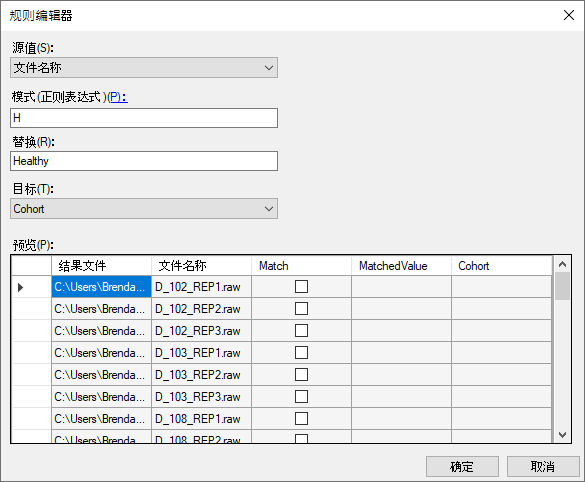 规则编辑器
源值(S):
文件名称
模式(正则表达式)(P):
H
替换(R):
Healthy
目标(T):
Cohort
预览(P):
结果文件 文件名称 Match MatchedValue Cohort
C:\Users\Brenda... D_102_REP1.raw
C:\Users\Brenda... D_102_REP2.raw
C:\Users\Brenda... D_102_REP3.raw
C:\Users\Brenda... D_103_REP1.raw
C:\Users\Brenda... D_103_REP2.raw
C:\Users\Brenda... D_103_REP3.raw
C:\Users\Brenda... D_108_REP1.raw
C:\Users\Brenda... D_108_REP2.raw
确定 取消